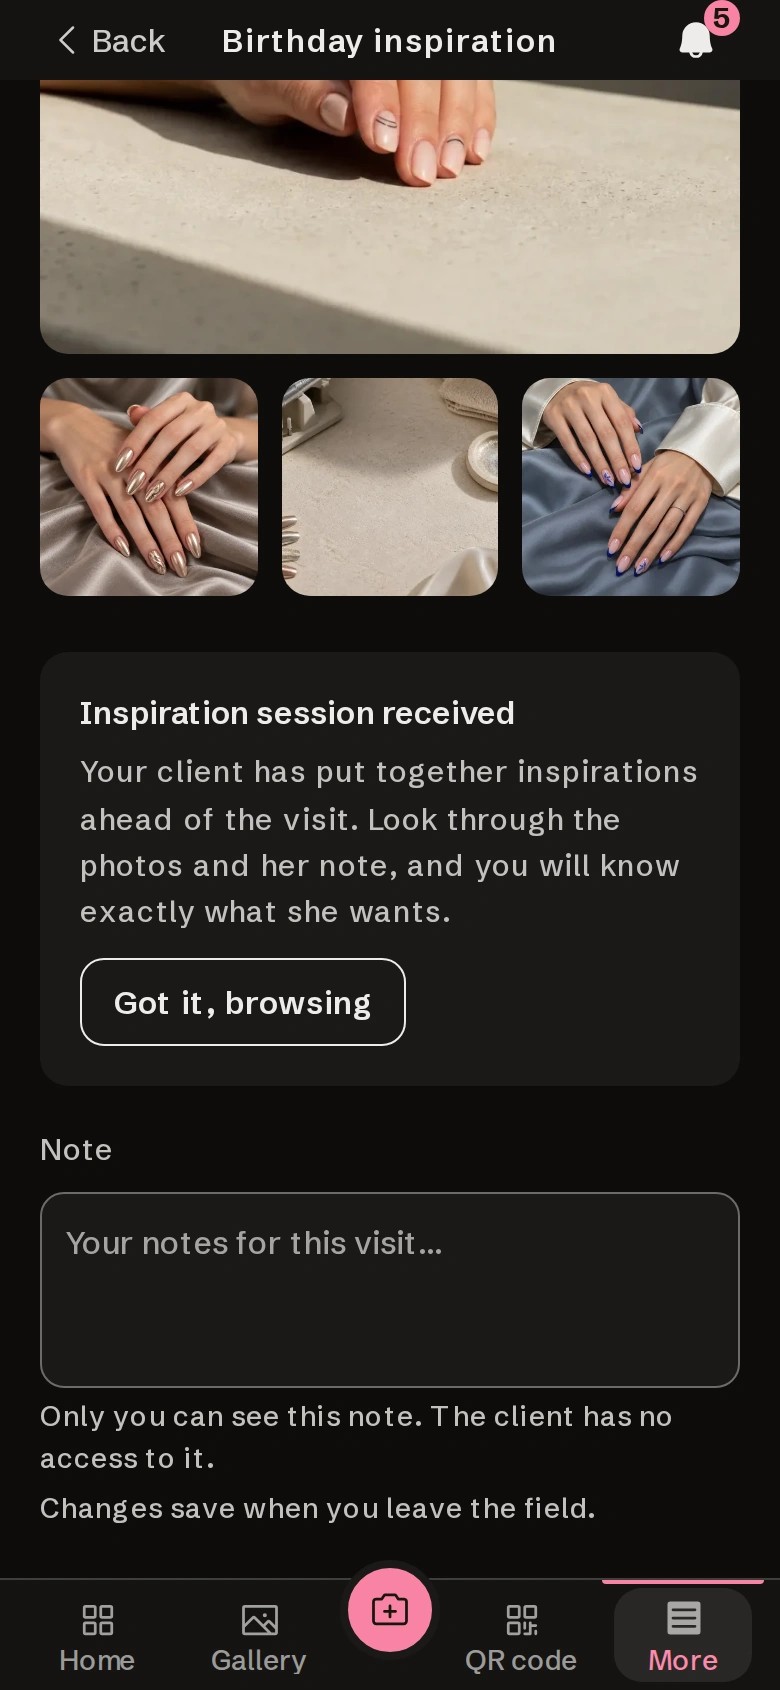 Back
Birthday inspiration
5
Inspiration session received
Your client has put together inspirations
ahead of the visit. Look through the
photos and her note, and you will know
exactly what she wants.
Got it, browsing
Note
Your notes for this visit...
Only you can see this note. The client has no
access to it.
Changes save when you leave the field.
Home
Gallery
QR code
More